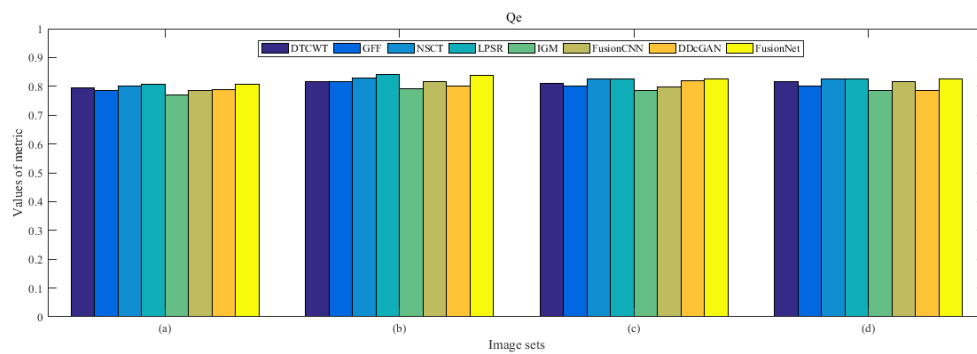 Qe
DTCWT GFF NSCT LPSR IGM FusionCNN DDcGAN FusionNet
Values of metric
1
0.9
0.8
0.7
0.6
0.5
0.4
0.3
0.2
0.1
0
(a) (b) (c) (d)
Image sets